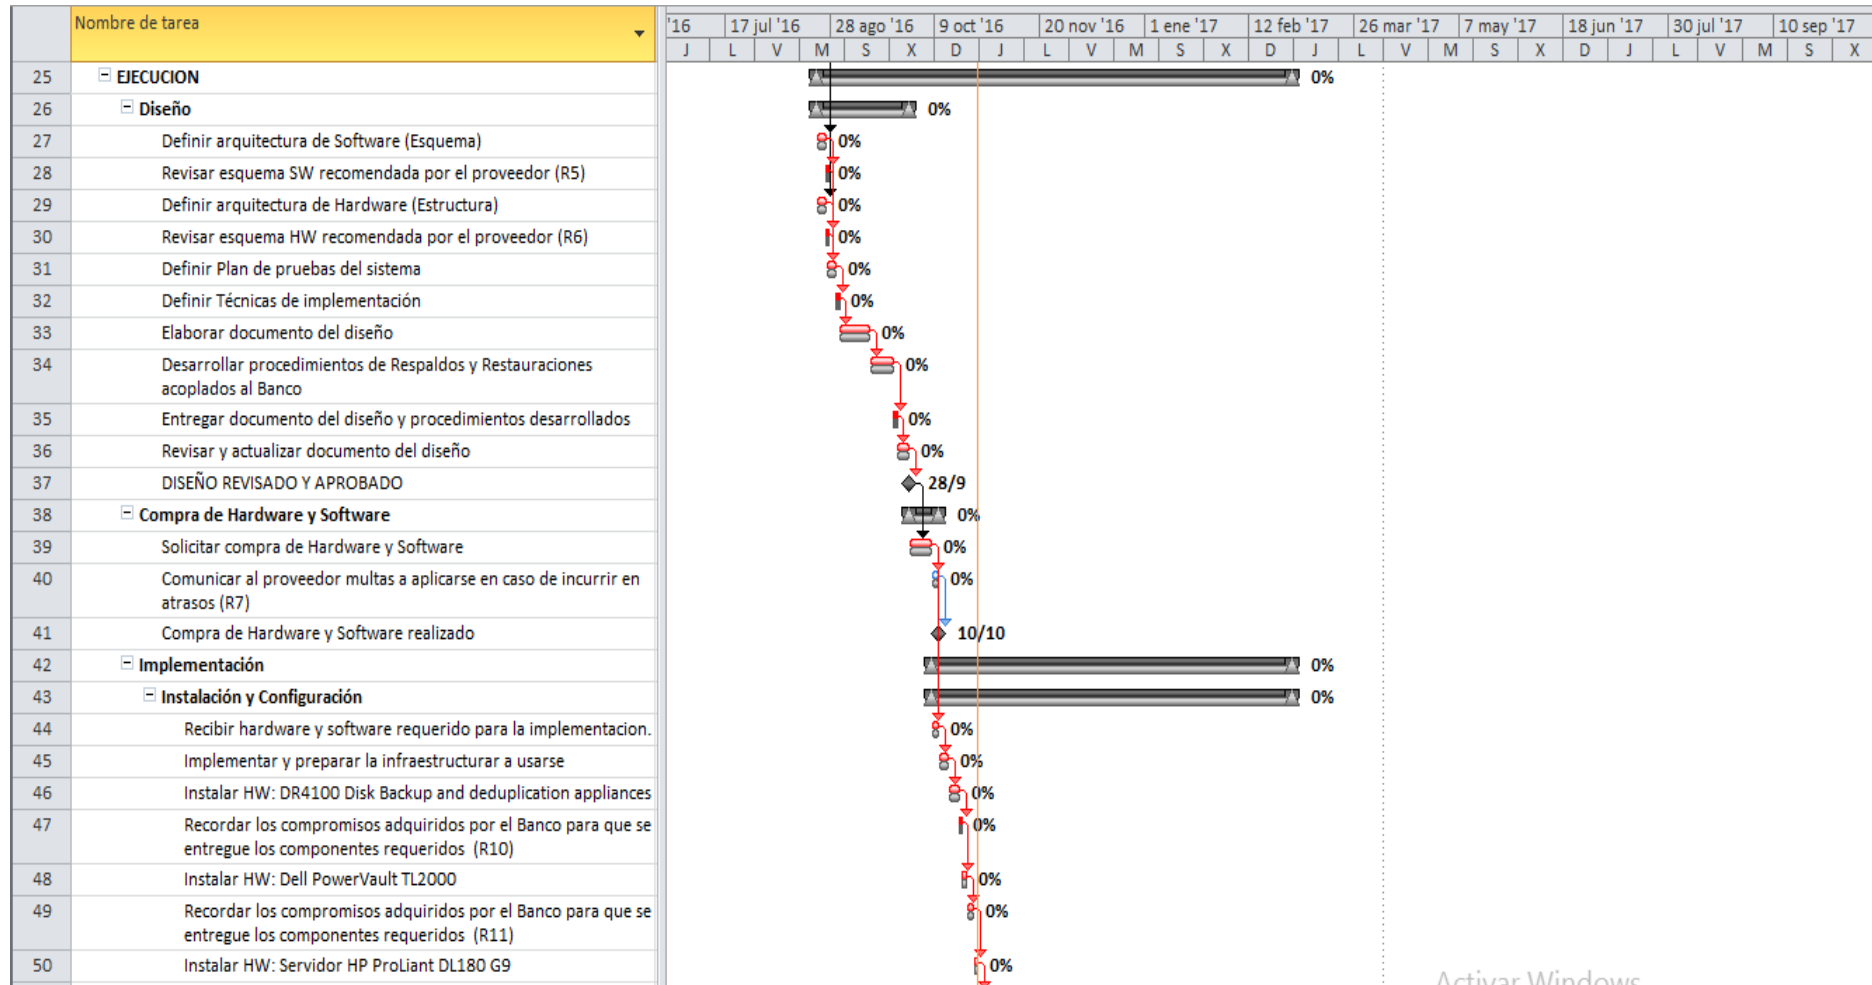 Nombre de tarea
'16 17 jul '16 28 ago '16 9 oct '16 20 nov '16 1 ene '17 12 feb '17 26 mar '17 7 may '17 18 jun '17 30 jul '17 10 sep '17
J L V M S X D J L V M S X D J L V M S X D J L V M S X
25 EJECUCION 0%
26 Diseño 0%
27 Definir arquitectura de Software (Esquema) 0%
28 Revisar esquema SW recomendada por el proveedor (R5) 0%
29 Definir arquitectura de Hardware (Estructura) 0%
30 Revisar esquema HW recomendada por el proveedor (R6) 0%
31 Definir Plan de pruebas del sistema 0%
32 Definir Técnicas de implementación 0%
33 Elaborar documento del diseño 0%
34 Desarrollar procedimientos de Respaldos y Restauraciones 0%
acoplados al Banco
35 Entregar documento del diseño y procedimientos desarrollados 0%
36 Revisar y actualizar documento del diseño 0%
37 DISEÑO REVISADO Y APROBADO 28/9
38 Compra de Hardware y Software 0%
39 Solicitar compra de Hardware y Software 0%
40 Comunicar al proveedor multas a aplicarse en caso de incurrir en 0%
atrasos (R7)
41 Compra de Hardware y Software realizado 10/10
42 Implementación 0%
43 Instalación y Configuración 0%
44 Recibir hardware y software requerido para la implementacion. 0%
45 Implementar y preparar la infraestructurar a usarse 0%
46 Instalar HW: DR4100 Disk Backup and deduplication appliances 0%
47 Recordar los compromisos adquiridos por el Banco para que se 0%
entregue los componentes requeridos (R10)
48 Instalar HW: Dell PowerVault TL2000 0%
49 Recordar los compromisos adquiridos por el Banco para que se 0%
entregue los componentes requeridos (R11)
50 Instalar HW: Servidor HP ProLiant DL180 G9 0%
Activar Windows